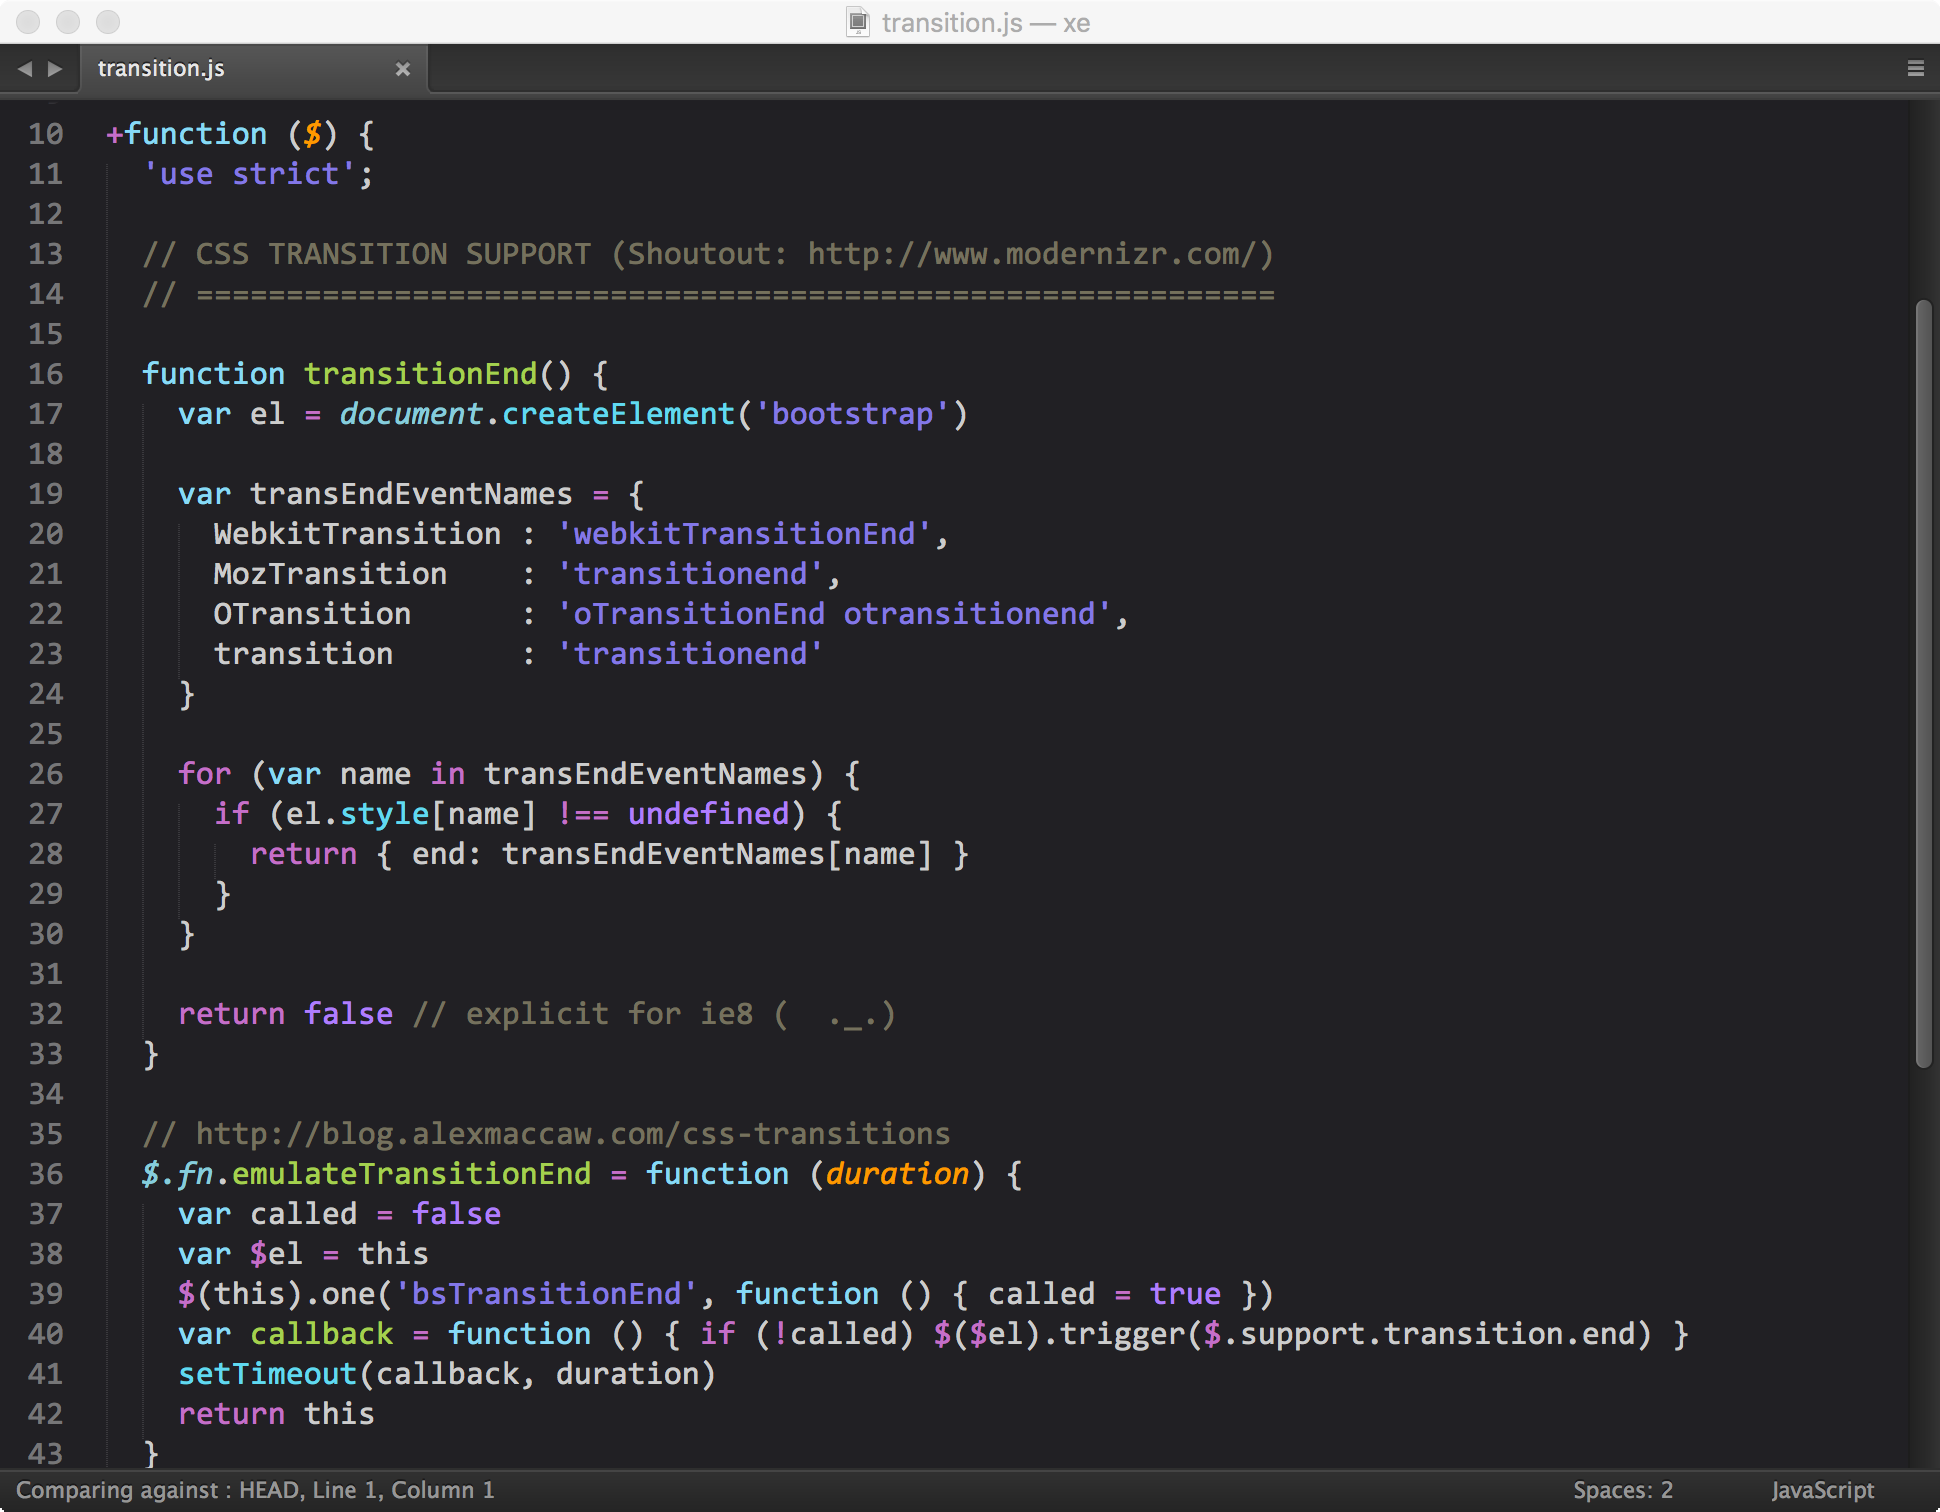 transition.js — xe
transition.js
10 +function ($) {
11   'use strict';
12
13   // CSS TRANSITION SUPPORT (Shoutout: http://www.modernizr.com/)
14   // ============================================================
15
16   function transitionEnd() {
17     var el = document.createElement('bootstrap')
18
19     var transEndEventNames = {
20       WebkitTransition : 'webkitTransitionEnd',
21       MozTransition    : 'transitionend',
22       OTransition      : 'oTransitionEnd otransitionend',
23       transition       : 'transitionend'
24     }
25
26     for (var name in transEndEventNames) {
27       if (el.style[name] !== undefined) {
28         return { end: transEndEventNames[name] }
29       }
30     }
31
32     return false // explicit for ie8 (  ._.)
33   }
34
35   // http://blog.alexmaccaw.com/css-transitions
36   $.fn.emulateTransitionEnd = function (duration) {
37     var called = false
38     var $el = this
39     $(this).one('bsTransitionEnd', function () { called = true })
40     var callback = function () { if (!called) $($el).trigger($.support.transition.end) }
41     setTimeout(callback, duration)
42     return this
43   }
Comparing against : HEAD, Line 1, Column 1
Spaces: 2
JavaScript